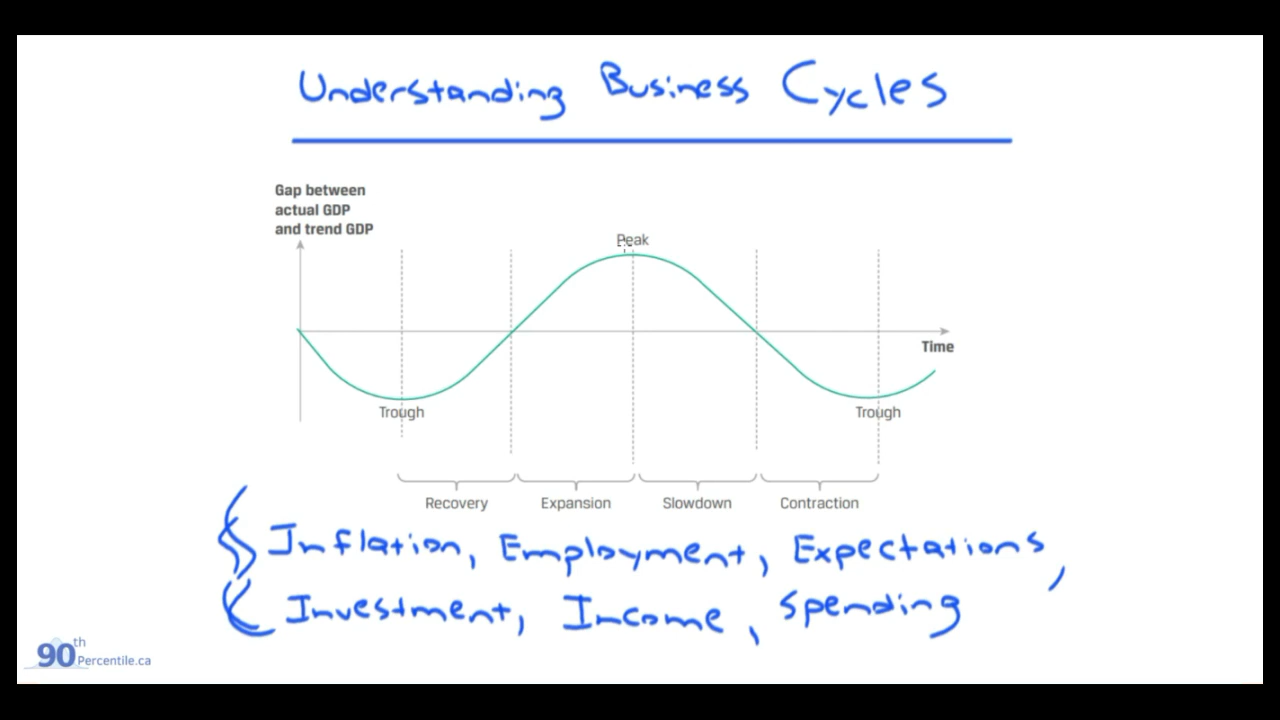 Understanding Business Cycles
Gap between
actual GDP
and trend GDP
Peak
Time
Trough
Trough
Recovery
Expansion
Slowdown
Contraction
Inflation, Employment, Expectations,
Investment, Income, Spending
90th
Percentile.ca